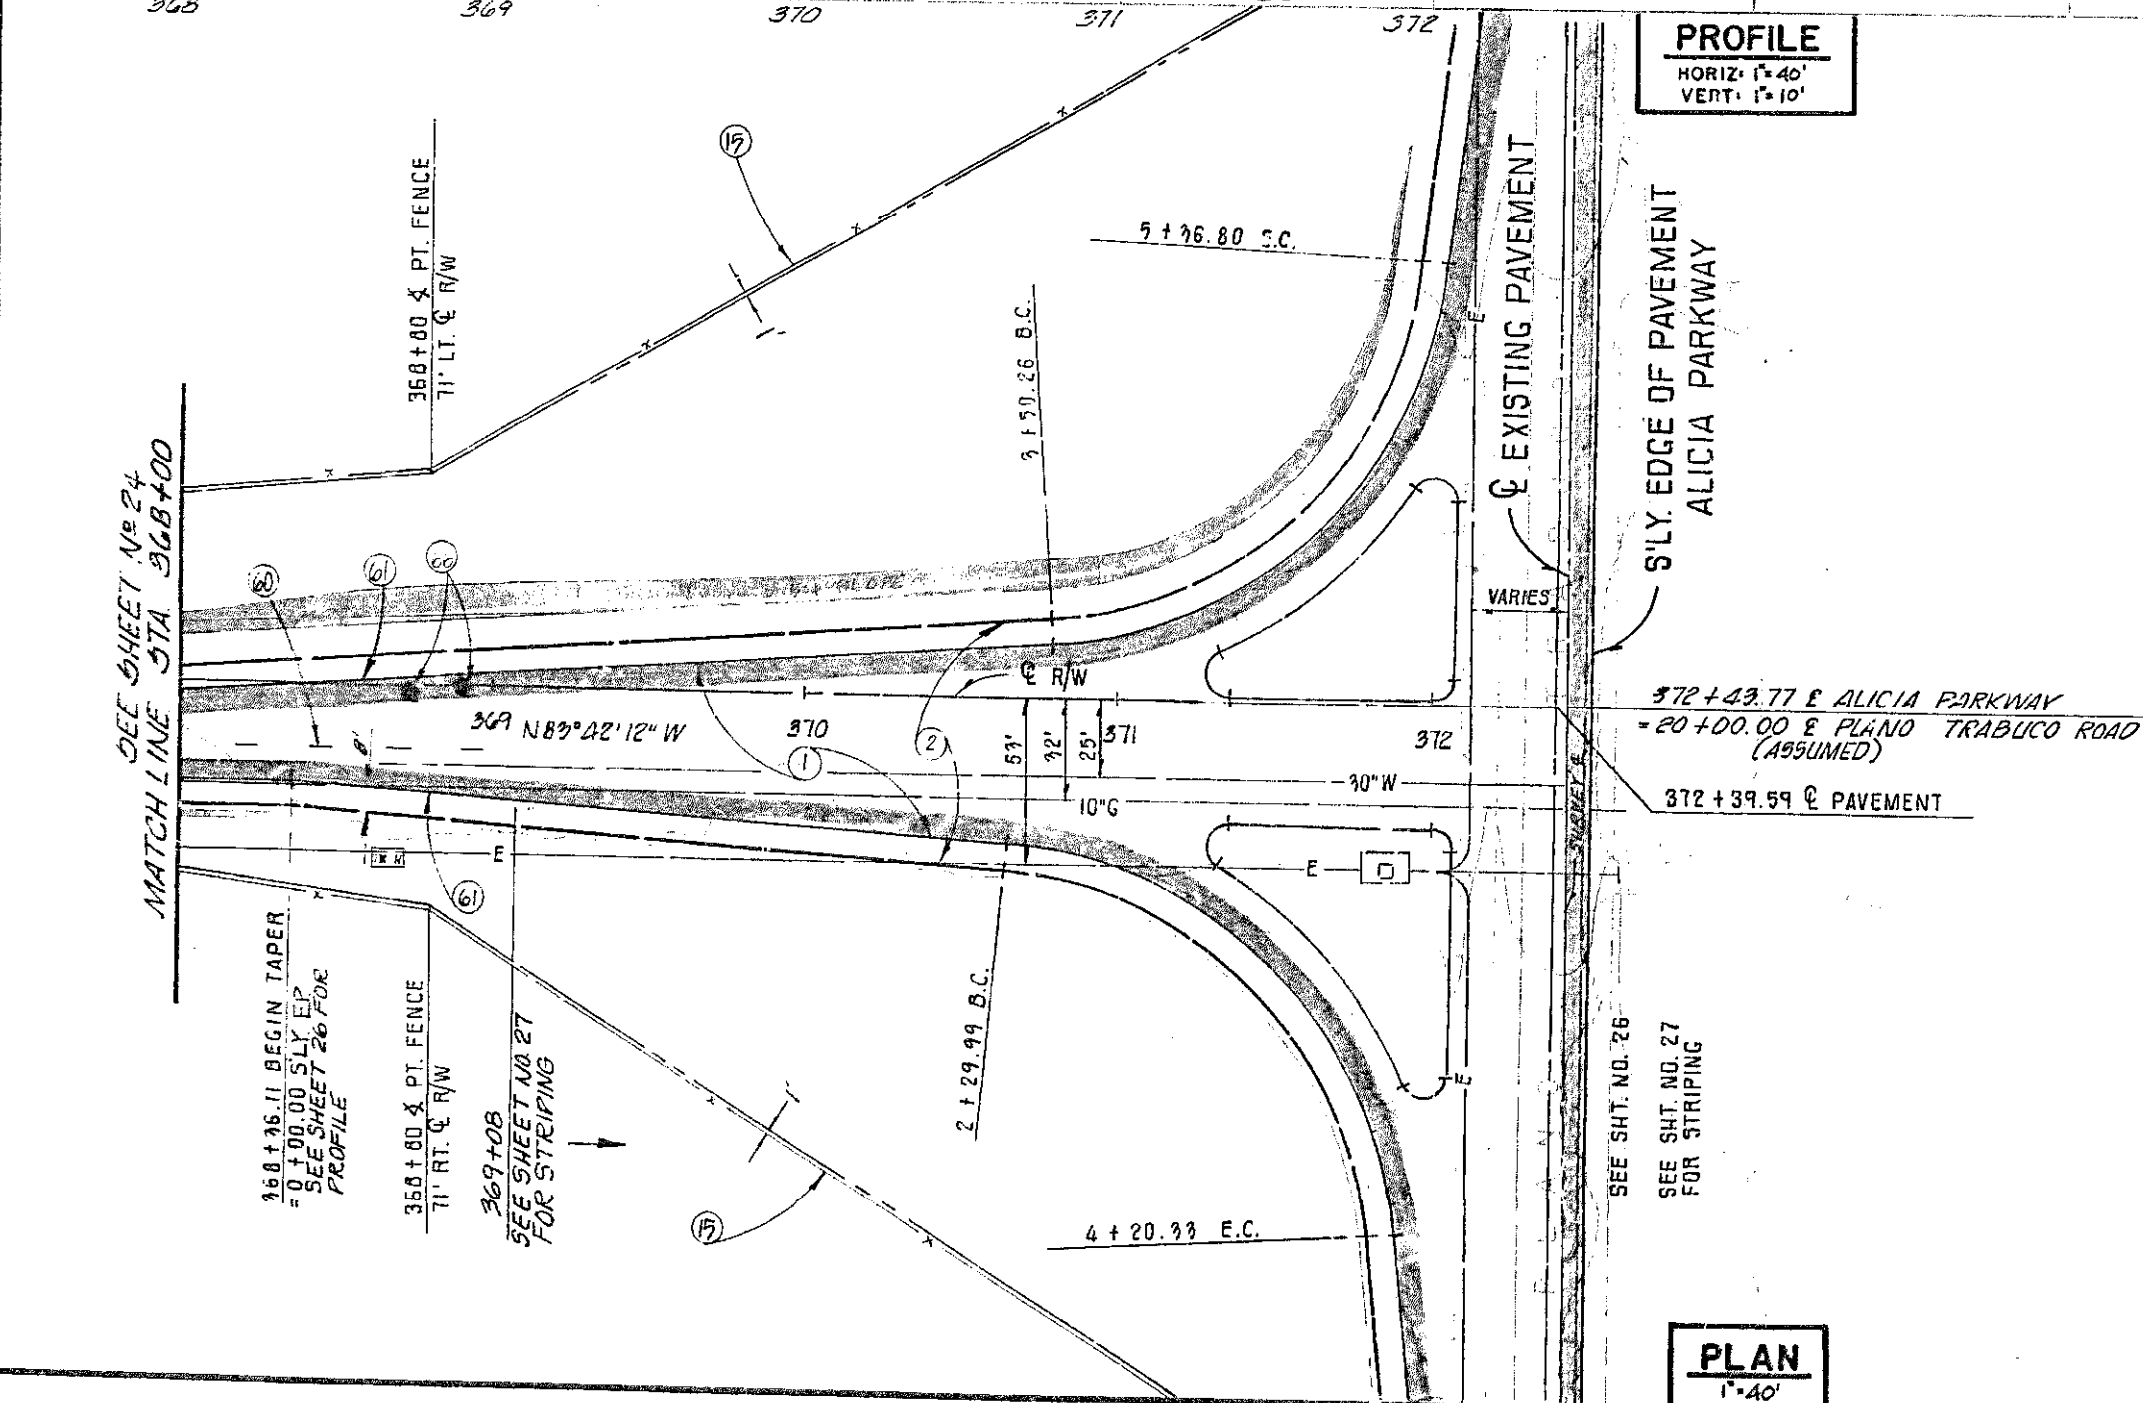 368 369 370 371 372
PROFILE
HORIZ: 1"=40'
VERT: 1"=10'
15
368+80 ∡ PT. FENCE
71' LT. ℄ R/W
5 + 36.80
3 + 50.26 B.C.
℄ EXISTING PAVEMENT
S'LY. EDGE OF PAVEMENT
ALICIA PARKWAY
SEE SHEET Nº 24
MATCH LINE STA. 368+00
60
61
66
E
VARIES
℄ R/W
369 N83°42'12" W 370 371 372
8'
1
2
53'
32'
25'
30"W
10"G
372+43.77 ℄ ALICIA PARKWAY
= 20+00.00 ℄ PLANO TRABUCO ROAD
(ASSUMED)
372+39.59 ℄ PAVEMENT
E
E
61
368+36.11 BEGIN TAPER
= 0+00.00 SLY EP
SEE SHEET 26 FOR
PROFILE
368+80 ∡ PT. FENCE
71' RT. ℄ R/W
369+08
SEE SHEET NO. 27
FOR STRIPING
2 + 29.99 B.C.
1'
E
15
4 + 20.33 E.C.
SEE SHT. NO. 26
SEE SHT. NO. 27
FOR STRIPING
PLAN
1"=40'